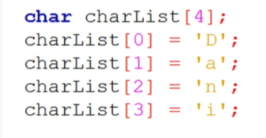 char charList[4];
charList[0] = 'D';
charList[1] = 'a';
charList[2] = 'n';
charList[3] = 'i';